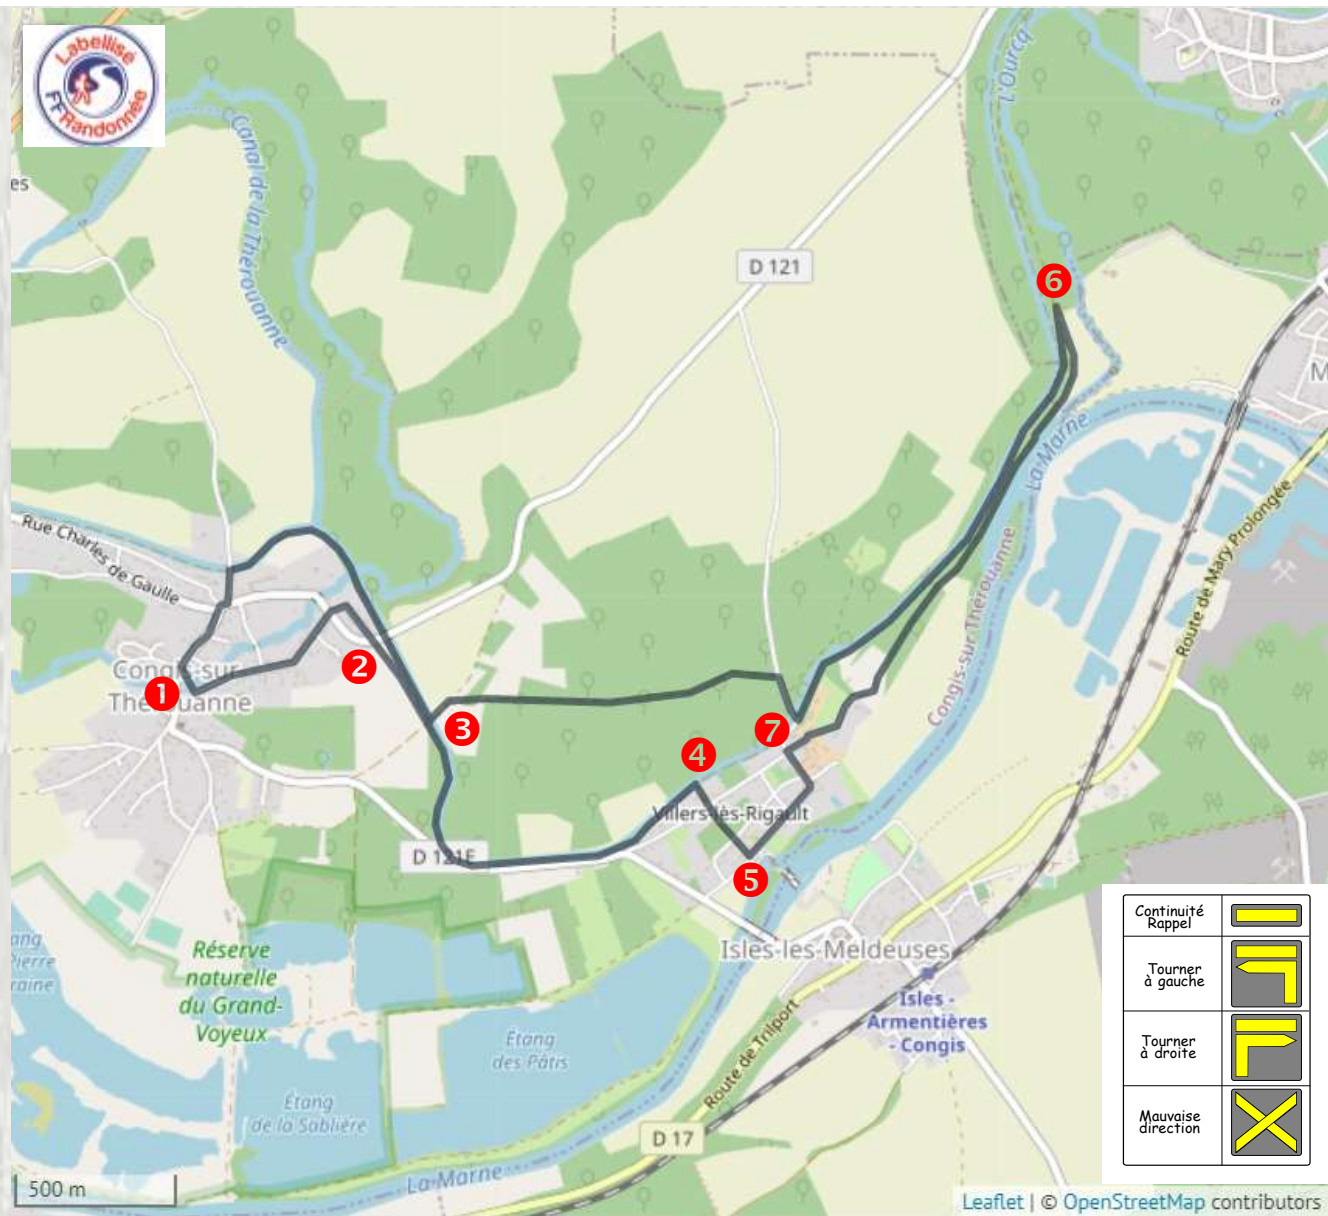 Labellisé
FFRandonnée
es
Canal de la Thérouanne
L'Ourcq
D 121
6
M
La Marne
Rue Charles
de Gaulle
Route de Mary Prolongée
Congis-sur-Thérouanne
Congis-sur-
Thérouanne
1
2
3
4
7
Villers-lès-Rigault
D 121E
5
Isles-les-Meldeuses
Réserve
naturelle
du Grand-
Voyeux
ang
Pierre
raine
Isles -
Armentières
- Congis
Étang
des Pâtis
Route de Trilport
Étang
de la Sablière
D 17
La Marne
500 m
Continuité
Rappel
Tourner
à gauche
Tourner
à droite
Mauvaise
direction
Leaflet | © OpenStreetMap contributors